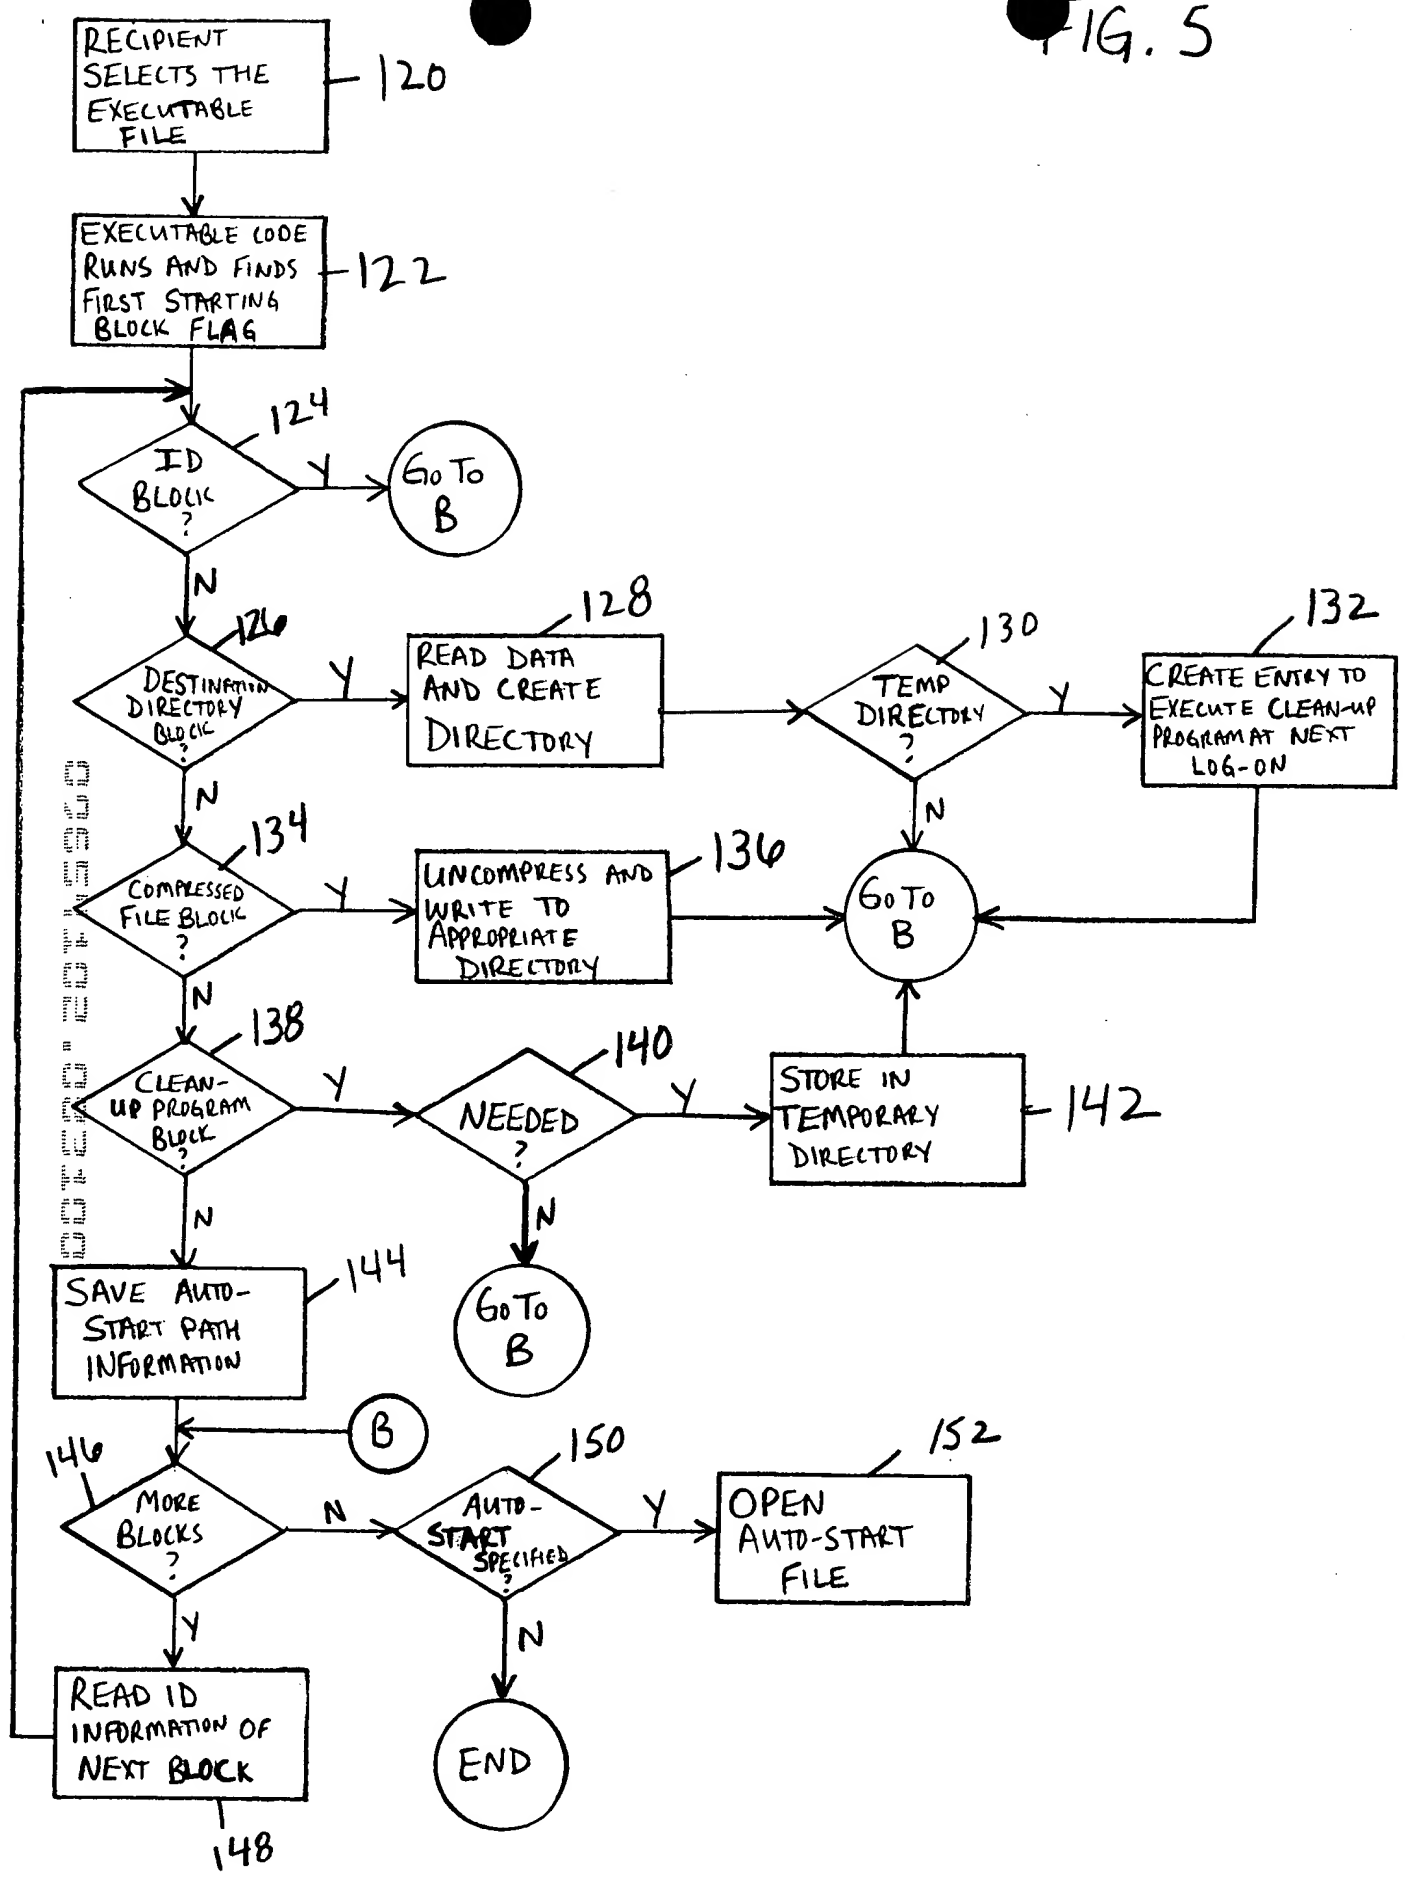 FIG. 5
RECIPIENT
SELECTS THE
EXECUTABLE
FILE
120
EXECUTABLE CODE
RUNS AND FINDS
FIRST STARTING
BLOCK FLAG
122
124
ID
BLOCK
?
Y
GO TO
B
N
126
DESTINATION
DIRECTORY
BLOCK
?
Y
128
READ DATA
AND CREATE
DIRECTORY
130
TEMP
DIRECTORY
?
Y
132
CREATE ENTRY TO
EXECUTE CLEAN-UP
PROGRAM AT NEXT
LOG-ON
N
N
134
COMPRESSED
FILE BLOCK
?
Y
136
UNCOMPRESS AND
WRITE TO
APPROPRIATE
DIRECTORY
GO TO
B
N
138
CLEAN-
UP PROGRAM
BLOCK
?
Y
140
NEEDED
?
Y
STORE IN
TEMPORARY
DIRECTORY
142
N
N
GO TO
B
144
SAVE AUTO-
START PATH
INFORMATION
B
146
MORE
BLOCKS
?
N
150
AUTO-
START
SPECIFIED
?
Y
152
OPEN
AUTO-START
FILE
Y
N
READ ID
INFORMATION OF
NEXT BLOCK
148
END